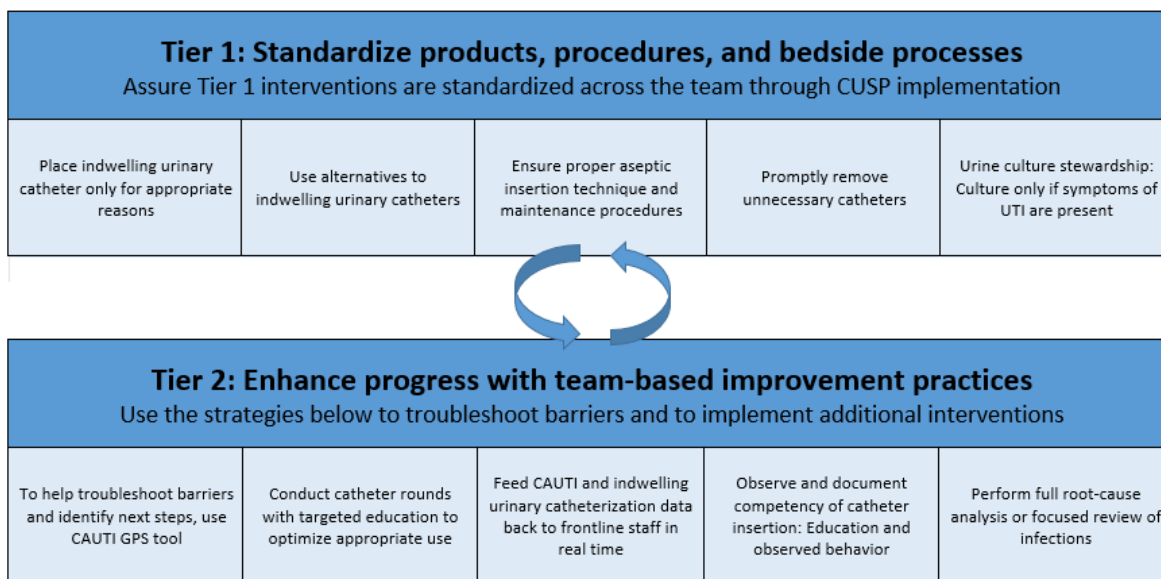 Tier 1: Standardize products, procedures, and bedside processes
Assure Tier 1 interventions are standardized across the team through CUSP implementation
Place indwelling urinary
catheter only for appropriate
reasons
Use alternatives to
indwelling urinary catheters
Ensure proper aseptic
insertion technique and
maintenance procedures
Promptly remove
unnecessary catheters
Urine culture stewardship:
Culture only if symptoms of
UTI are present
Tier 2: Enhance progress with team-based improvement practices
Use the strategies below to troubleshoot barriers and to implement additional interventions
To help troubleshoot barriers
and identify next steps, use
CAUTI GPS tool
Conduct catheter rounds
with targeted education to
optimize appropriate use
Feed CAUTI and indwelling
urinary catheterization data
back to frontline staff in
real time
Observe and document
competency of catheter
insertion: Education and
observed behavior
Perform full root-cause
analysis or focused review of
infections